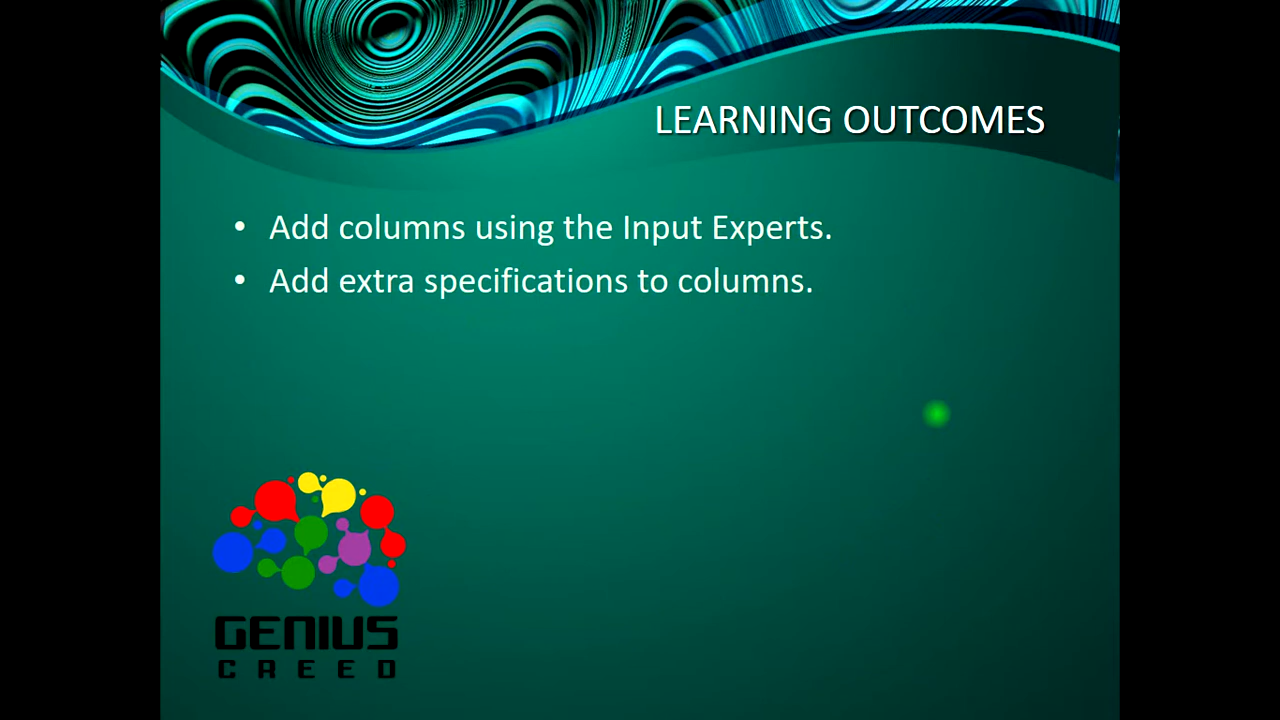 LEARNING OUTCOMES
• Add columns using the Input Experts.
• Add extra specifications to columns.
GENIUS
CREED